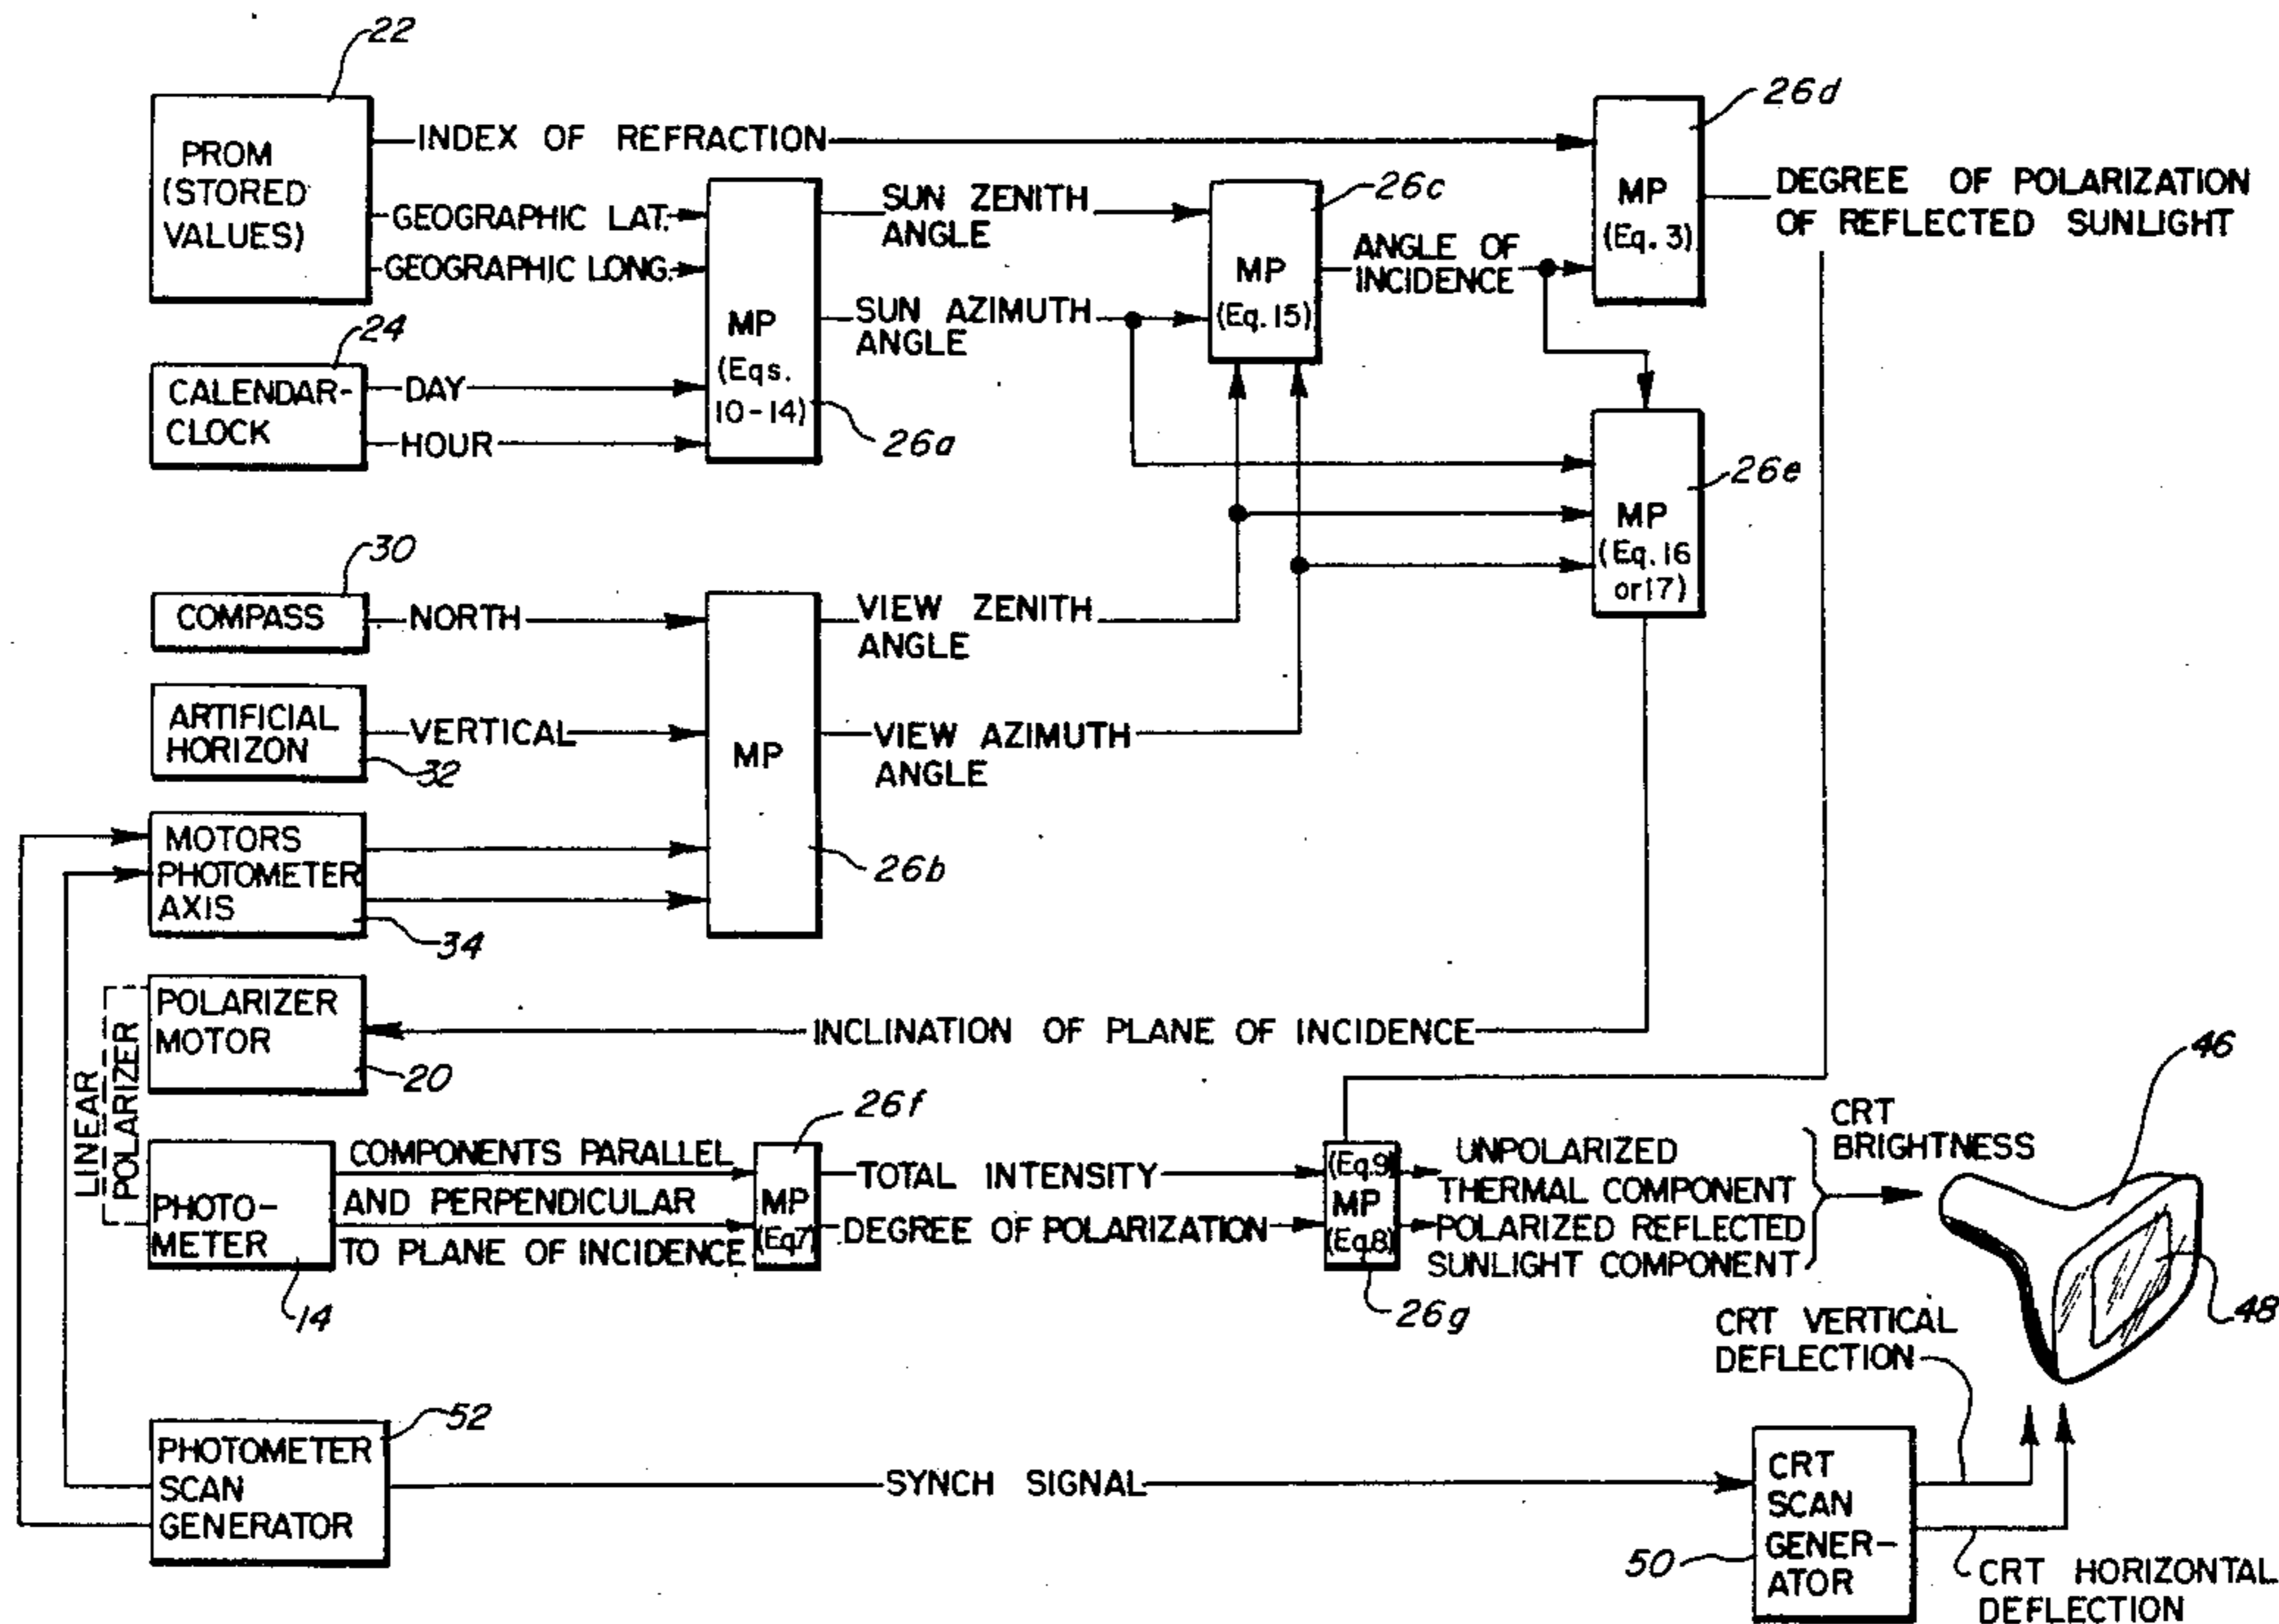 22
PROM
(STORED
VALUES)
INDEX OF REFRACTION
GEOGRAPHIC LAT.
GEOGRAPHIC LONG.
24
CALENDAR-
CLOCK
DAY
HOUR
MP
(Eqs.
10-14)
26a
SUN ZENITH
ANGLE
SUN AZIMUTH
ANGLE
26c
MP
(Eq. 15)
ANGLE OF
INCIDENCE
26d
MP
(Eq. 3)
DEGREE OF POLARIZATION
OF REFLECTED SUNLIGHT
26e
MP
(Eq. 16
or 17)
30
COMPASS
NORTH
ARTIFICIAL
HORIZON
32
VERTICAL
MOTORS
PHOTOMETER
AXIS
34
MP
26b
VIEW ZENITH
ANGLE
VIEW AZIMUTH
ANGLE
POLARIZER
MOTOR
20
INCLINATION OF PLANE OF INCIDENCE
LINEAR
POLARIZER
PHOTO-
METER
14
COMPONENTS PARALLEL
AND PERPENDICULAR
TO PLANE OF INCIDENCE
26f
MP
(Eq7)
TOTAL INTENSITY
DEGREE OF POLARIZATION
(Eq.9)
MP
(Eq.8)
26g
UNPOLARIZED
THERMAL COMPONENT
POLARIZED REFLECTED
SUNLIGHT COMPONENT
CRT
BRIGHTNESS
46
48
CRT VERTICAL
DEFLECTION
52
PHOTOMETER
SCAN
GENERATOR
SYNCH SIGNAL
CRT
SCAN
GENER-
ATOR
50
CRT HORIZONTAL
DEFLECTION